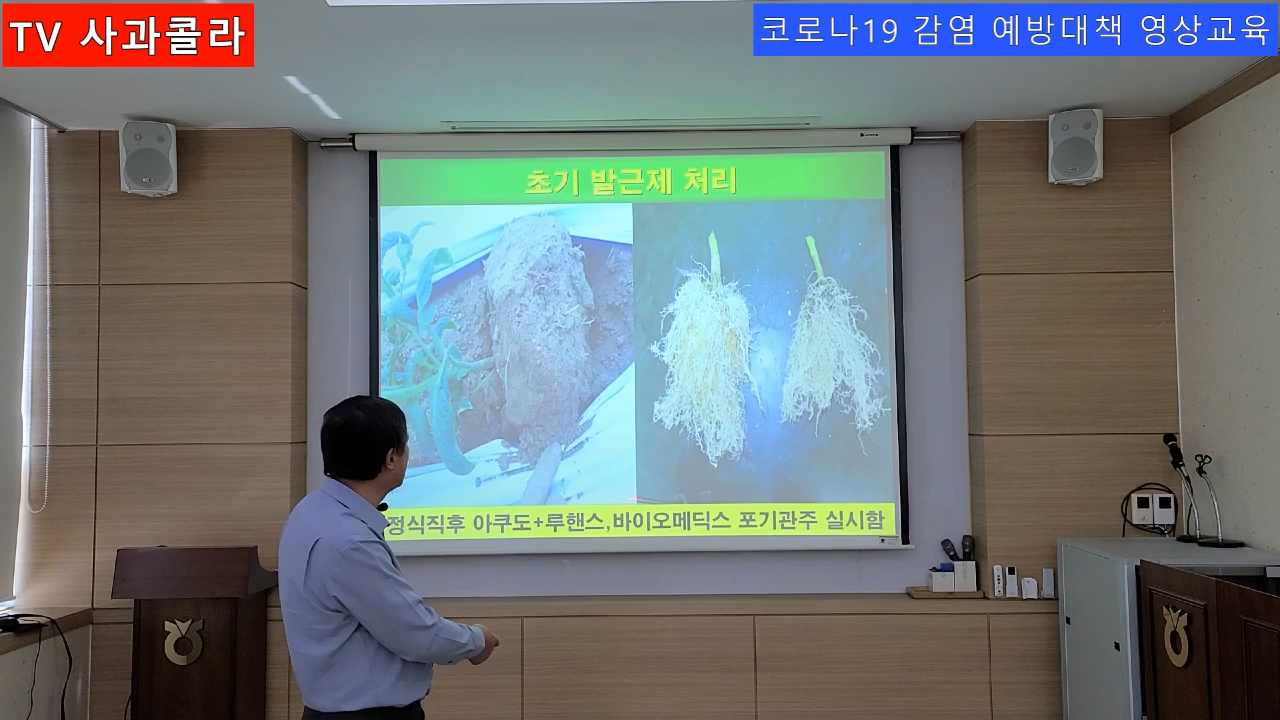 TV 사과콜라
코로나19 감염 예방대책 영상교육
초기 발근제 처리
정식직후 아쿠도+루핸스,바이오메딕스 포기관주 실시함